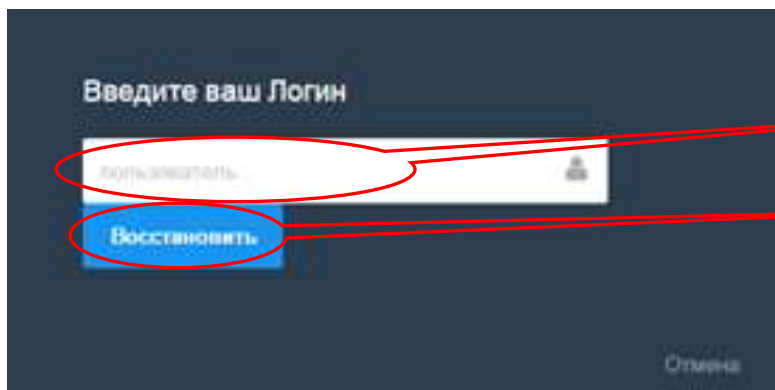 Введите ваш Логин
пользователь
Восстановить
Отмена